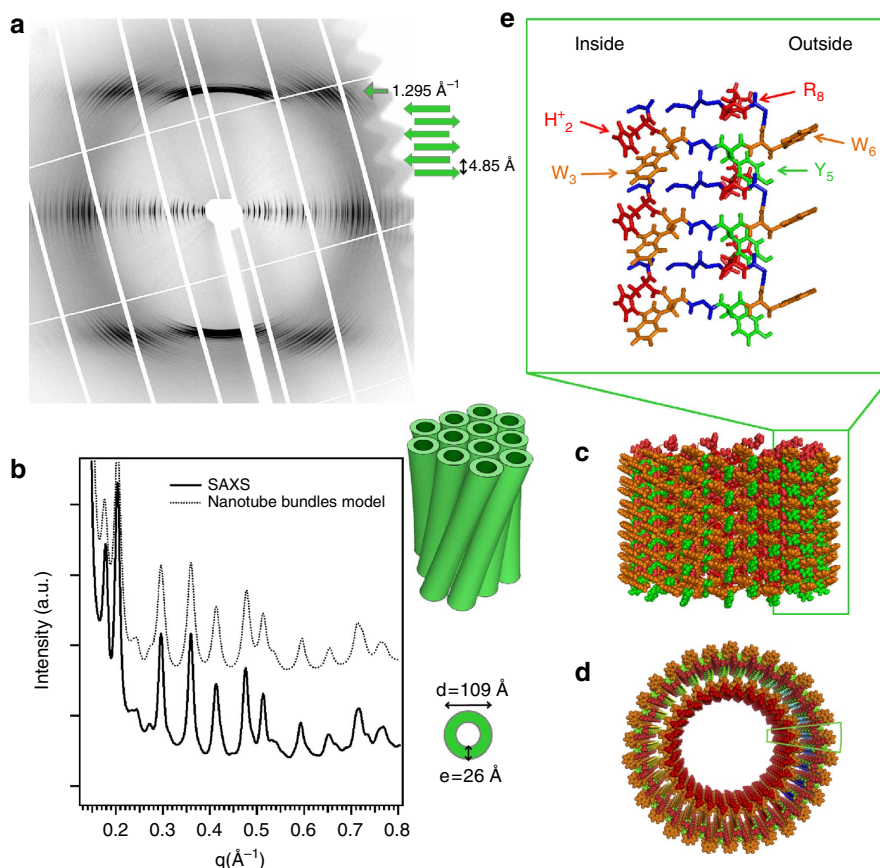 a
1.295 Å⁻¹
4.85 Å
e
Inside
Outside
R₈
H⁺₂
W₆
W₃
Y₅
b
SAXS
Nanotube bundles model
Intensity (a.u.)
0.2 0.3 0.4 0.5 0.6 0.7 0.8
q(Å⁻¹)
d=109 Å
e=26 Å
c
d